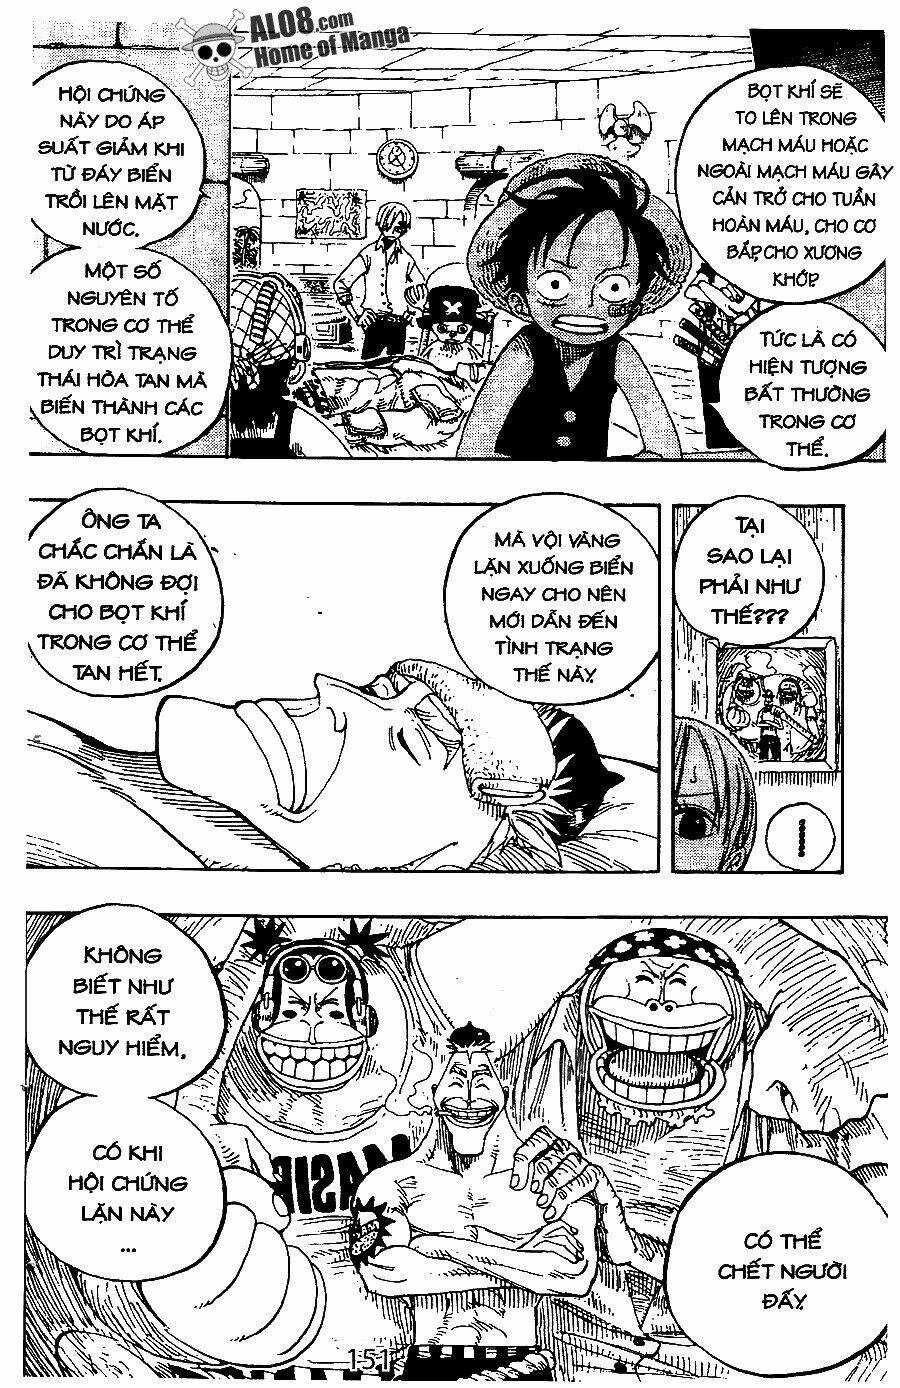 AL08.com
Home of Manga
HỘI CHỨNG
NÀY DO ÁP
SUẤT GIẢM KHI
TỪ ĐÁY BIỂN
TRỒI LÊN MẶT
NƯỚC.
MỘT SỐ
NGUYÊN TỐ
TRONG CƠ THỂ
DUY TRÌ TRẠNG
THÁI HÒA TAN MÀ
BIẾN THÀNH CÁC
BỌT KHÍ.
BỌT KHÍ SẼ
TO LÊN TRONG
MẠCH MÁU HOẶC
NGOÀI MẠCH MÁU GÂY
CẢN TRỞ CHO TUẦN
HOÀN MÁU, CHO CƠ
BẮP,CHO XƯƠNG
KHỚP.
TỨC LÀ CÓ
HIỆN TƯỢNG
BẤT THƯỜNG
TRONG CƠ
THỂ.
ÔNG TA
CHẮC CHẮN LÀ
ĐÃ KHÔNG ĐỢI
CHO BỌT KHÍ
TRONG CƠ THỂ
TAN HẾT.
MÀ VỘI VÀNG
LẶN XUỐNG BIỂN
NGAY CHO NÊN
MỚI DẪN ĐẾN
TÌNH TRẠNG
THẾ NÀY.
TẠI
SAO LẠI
PHẢI NHƯ
THẾ???
!
KHÔNG
BIẾT NHƯ
THẾ RẤT
NGUY HIỂM.
CÓ KHI
HỘI CHỨNG
LẶN NÀY
...
CÓ THỂ
CHẾT NGƯỜI
ĐẤY.
MASIR
151